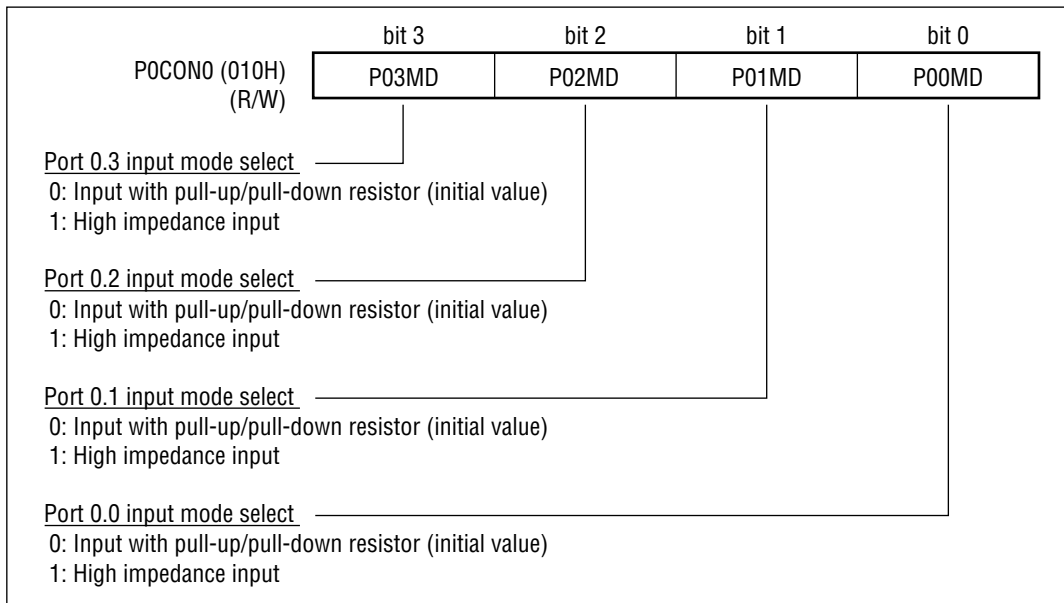 bit 3 bit 2 bit 1 bit 0
P0CON0 (010H) P03MD P02MD P01MD P00MD
(R/W)
Port 0.3 input mode select
0: Input with pull-up/pull-down resistor (initial value)
1: High impedance input
Port 0.2 input mode select
0: Input with pull-up/pull-down resistor (initial value)
1: High impedance input
Port 0.1 input mode select
0: Input with pull-up/pull-down resistor (initial value)
1: High impedance input
Port 0.0 input mode select
0: Input with pull-up/pull-down resistor (initial value)
1: High impedance input